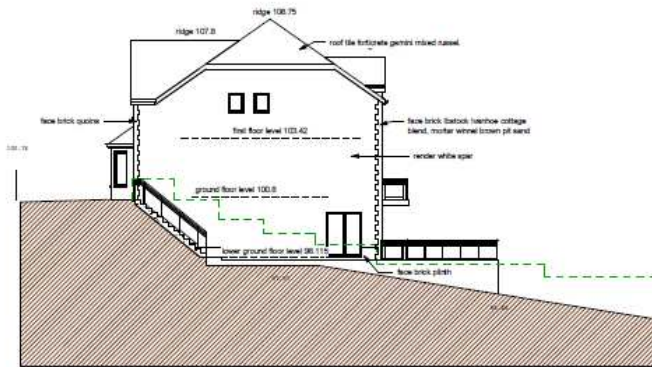 ridge 108.75
ridge 107.8
roof tile forticrete gemini mixed russet
face brick quoins
face brick ibstock ivanhoe cottage
blend, mortar winnel brown pit sand
first floor level 103.42
render white spar
ground floor level 100.8
lower ground floor level 98.115
face brick plinth